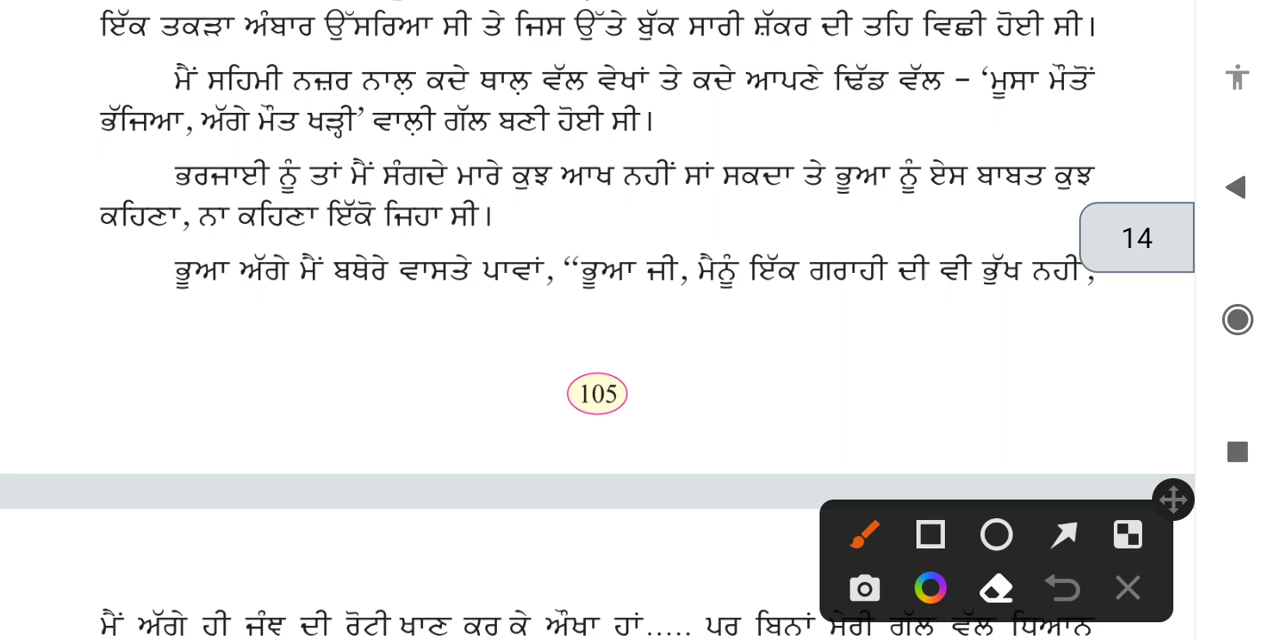 ਇੱਕ ਤਕੜਾ ਅੰਬਾਰ ਉੱਸਰਿਆ ਸੀ ਤੇ ਜਿਸ ਉੱਤੇ ਬੁੱਕ ਸਾਰੀ ਸ਼ੱਕਰ ਦੀ ਤਹਿ ਵਿਛੀ ਹੋਈ ਸੀ।
ਮੈਂ ਸਹਿਮੀ ਨਜ਼ਰ ਨਾਲ਼ ਕਦੇ ਥਾਲ਼ ਵੱਲ ਵੇਖਾਂ ਤੇ ਕਦੇ ਆਪਣੇ ਢਿੱਡ ਵੱਲ – ‘ਮੂਸਾ ਮੌਤੋਂ
ਭੱਜਿਆ, ਅੱਗੇ ਮੌਤ ਖੜ੍ਹੀ’ ਵਾਲ਼ੀ ਗੱਲ ਬਣੀ ਹੋਈ ਸੀ।
ਭਰਜਾਈ ਨੂੰ ਤਾਂ ਮੈਂ ਸੰਗਦੇ ਮਾਰੇ ਕੁਝ ਆਖ ਨਹੀਂ ਸਾਂ ਸਕਦਾ ਤੇ ਭੂਆ ਨੂੰ ਏਸ ਬਾਬਤ ਕੁਝ
ਕਹਿਣਾ, ਨਾ ਕਹਿਣਾ ਇੱਕੋ ਜਿਹਾ ਸੀ।
14
ਭੂਆ ਅੱਗੇ ਮੈਂ ਬਥੇਰੇ ਵਾਸਤੇ ਪਾਵਾਂ, “ਭੂਆ ਜੀ, ਮੈਨੂੰ ਇੱਕ ਗਰਾਹੀ ਦੀ ਵੀ ਭੁੱਖ ਨਹੀਂ,
105
ਮੈਂ ਅੱਗੇ ਹੀ ਜੰਞ ਦੀ ਰੋਟੀ ਖਾਣ ਕਰ ਕੇ ਔਖਾ ਹਾਂ..... ਪਰ ਬਿਨਾਂ ਮੇਰੀ ਗੱਲ ਵੱਲ ਧਿਆਨ